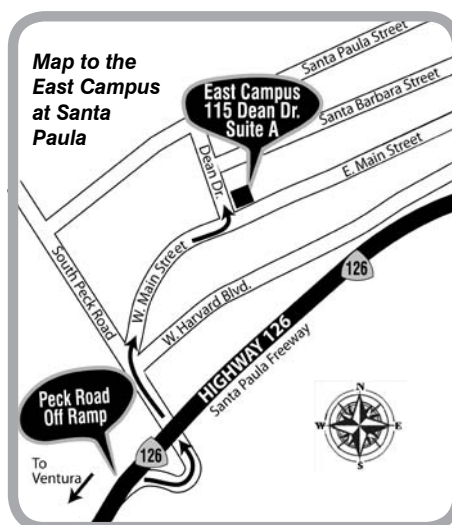 Map to the
East Campus
at Santa
Paula
Santa Paula Street
East Campus
115 Dean Dr.
Suite A
Santa Barbara Street
Dean Dr.
E. Main Street
South Peck Road
W. Main Street
W. Harvard Blvd.
126
HIGHWAY 126
Santa Paula Freeway
Peck Road
Off Ramp
126
To
Ventura
N
W
E
S